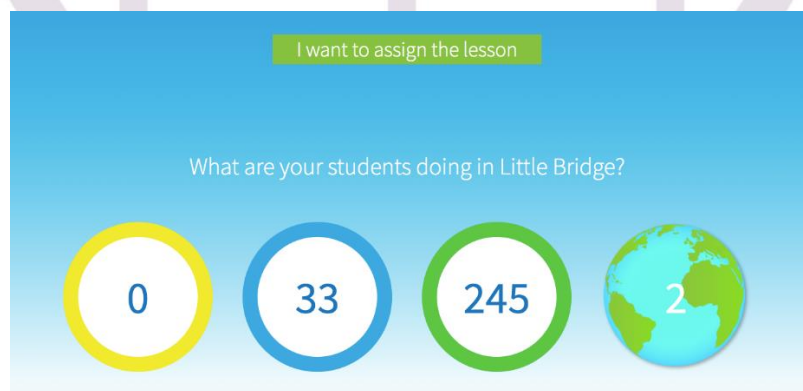 I want to assign the lesson
What are your students doing in Little Bridge?
0 33 245 2